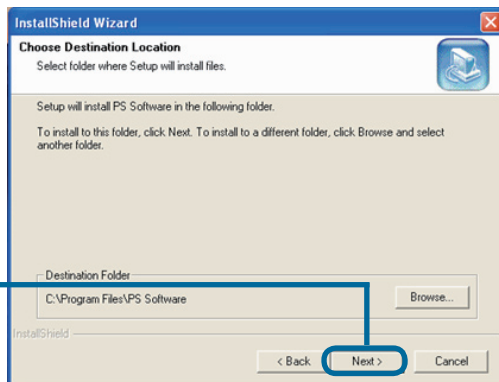 InstallShield Wizard
Choose Destination Location
Select folder where Setup will install files.
Setup will install PS Software in the following folder.
To install to this folder, click Next. To install to a different folder, click Browse and select
another folder.
Destination Folder
C:\Program Files\PS Software
Browse...
InstallShield
< Back
Next >
Cancel